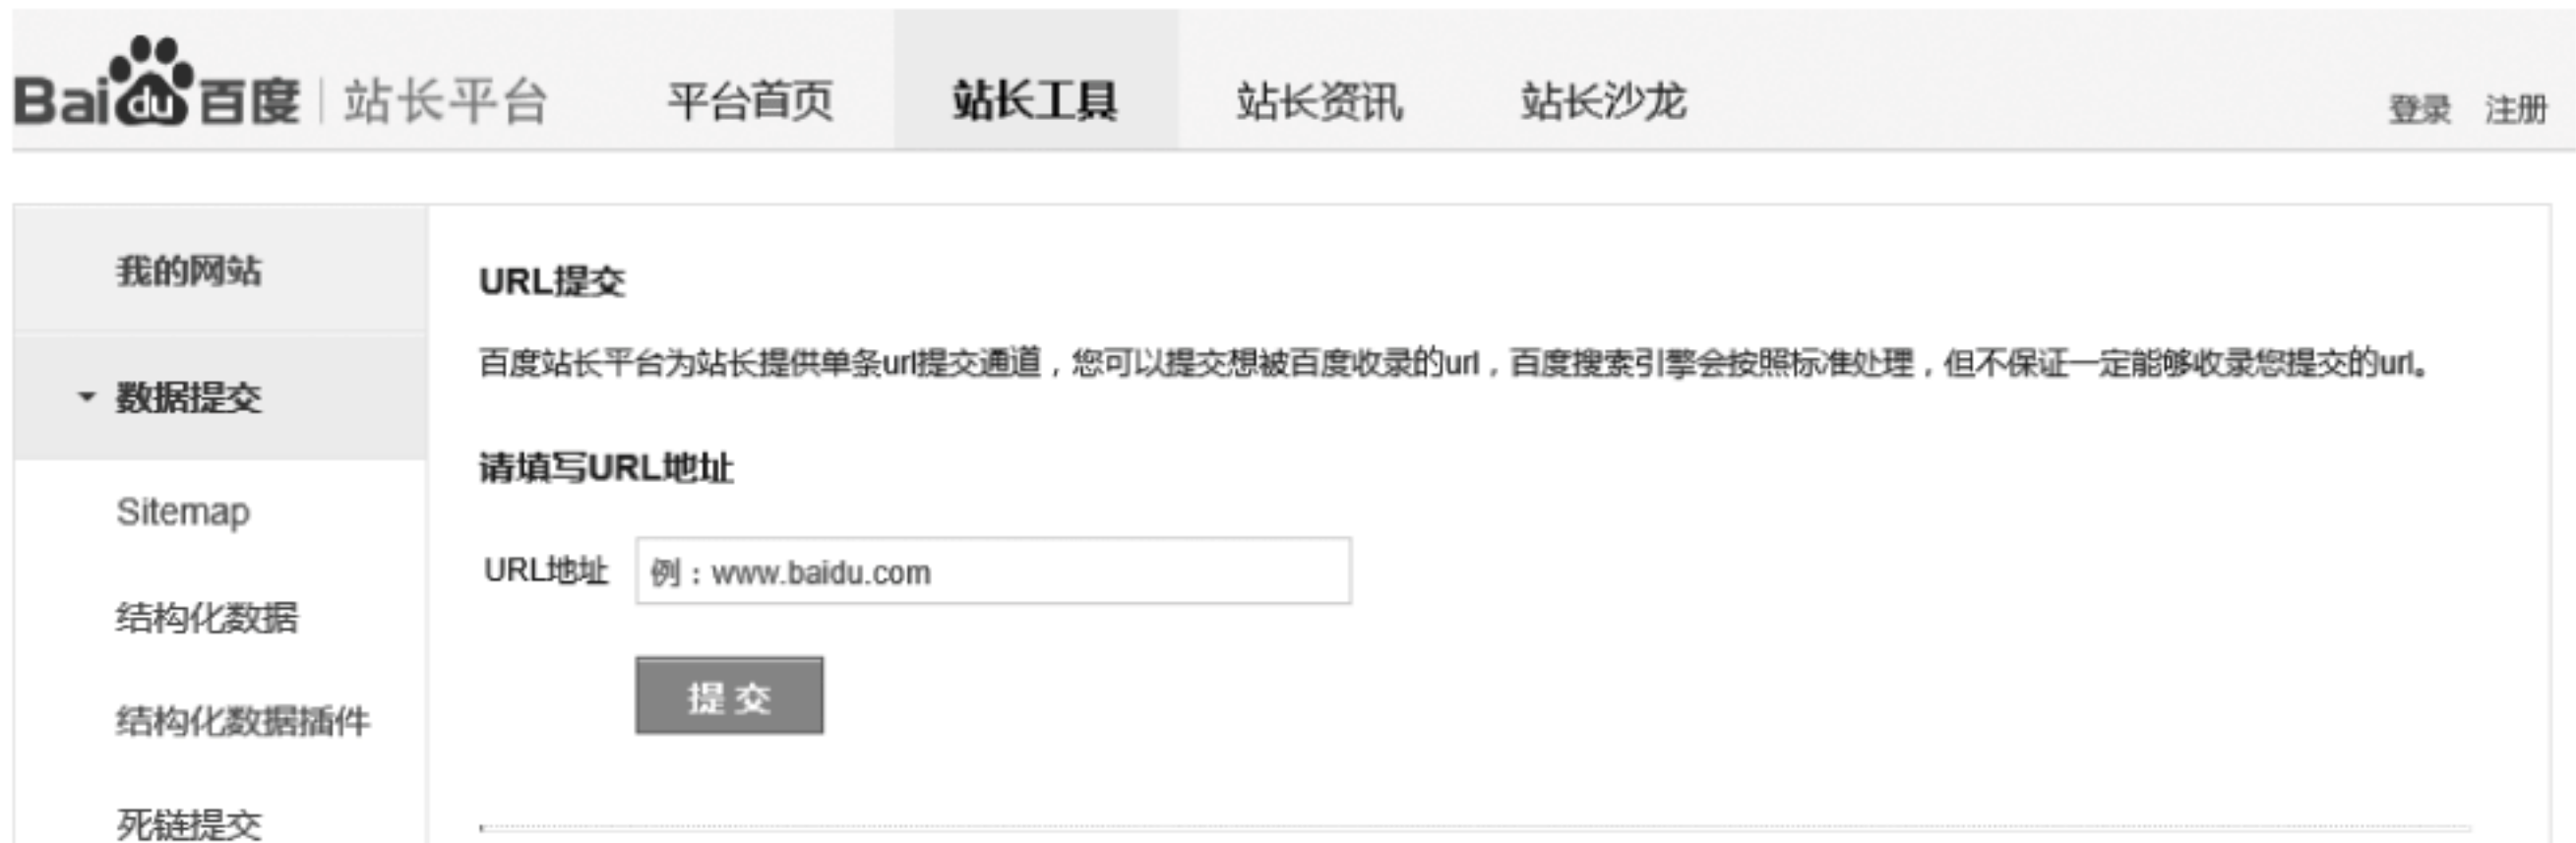 Baidu百度 | 站长平台 平台首页 站长工具 站长资讯 站长沙龙 登录 注册
我的网站
数据提交
Sitemap
结构化数据
结构化数据插件
死链提交
URL提交
百度站长平台为站长提供单条url提交通道，您可以提交想被百度收录的url，百度搜索引擎会按照标准处理，但不保证一定能够收录您提交的url。
请填写URL地址
URL地址 例：www.baidu.com
提 交